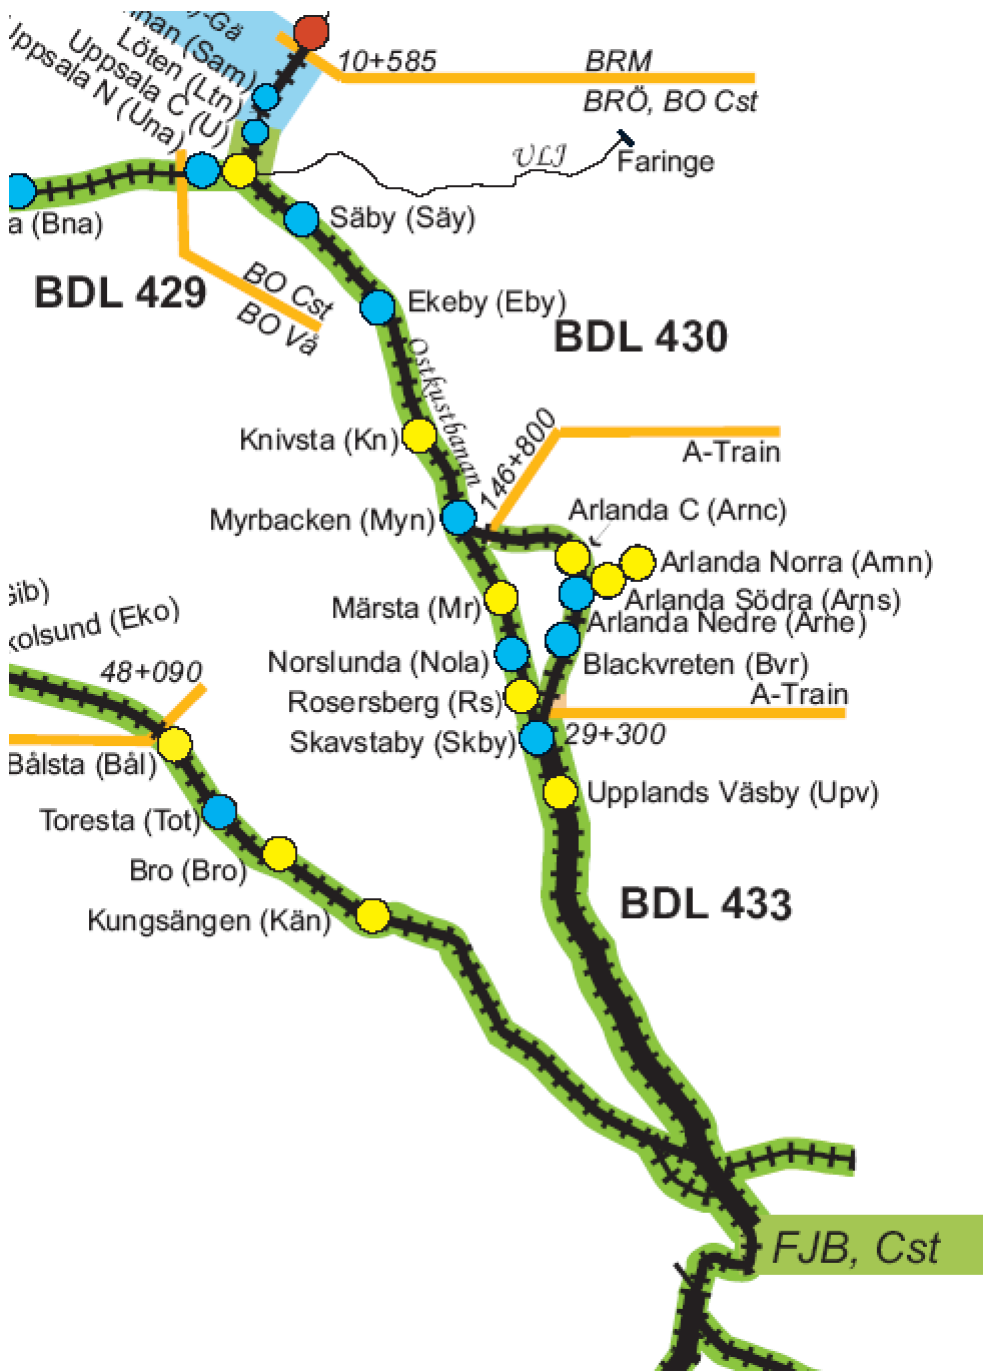 -Gä
nan (Sam)
Löten (Ltn)
Uppsala C (U)
Uppsala N (Una)
10+585
BRM
BRÖ, BO Cst
ULJ
Faringe
a (Bna)
Säby (Säy)
BDL 429
BO Cst
BO Vå
Ekeby (Eby)
BDL 430
Ostkustbanan
Knivsta (Kn)
146+800
A-Train
Myrbacken (Myn)
Arlanda C (Arnc)
Arlanda Norra (Arnn)
Märsta (Mr)
Arlanda Södra (Arns)
Arlanda Nedre (Arne)
Gib)
kolsund (Eko)
Norslunda (Nola)
Blackvreten (Bvr)
48+090
Rosersberg (Rs)
A-Train
Skavstaby (Skby)
29+300
Bålsta (Bål)
Upplands Väsby (Upv)
Toresta (Tot)
Bro (Bro)
BDL 433
Kungsängen (Kän)
FJB, Cst